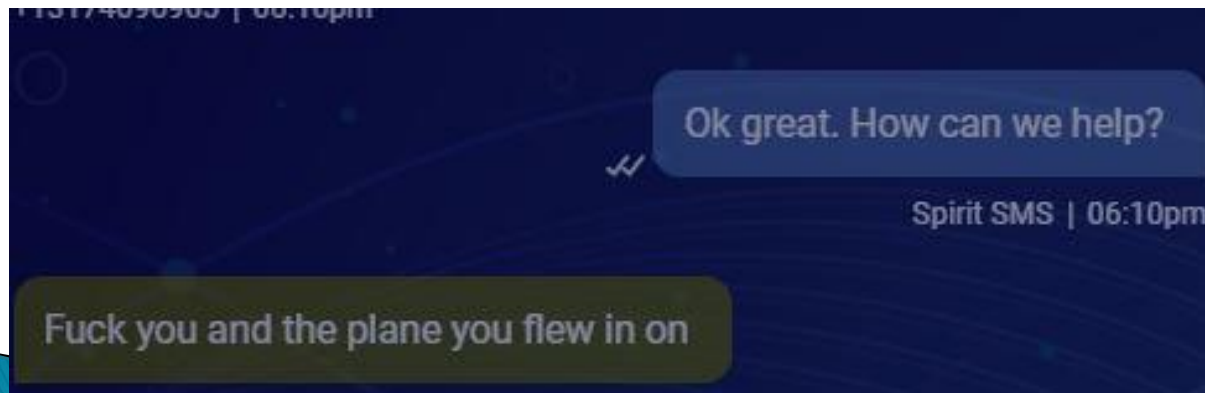 Ok great. How can we help?
Spirit SMS | 06:10pm
Fuck you and the plane you flew in on